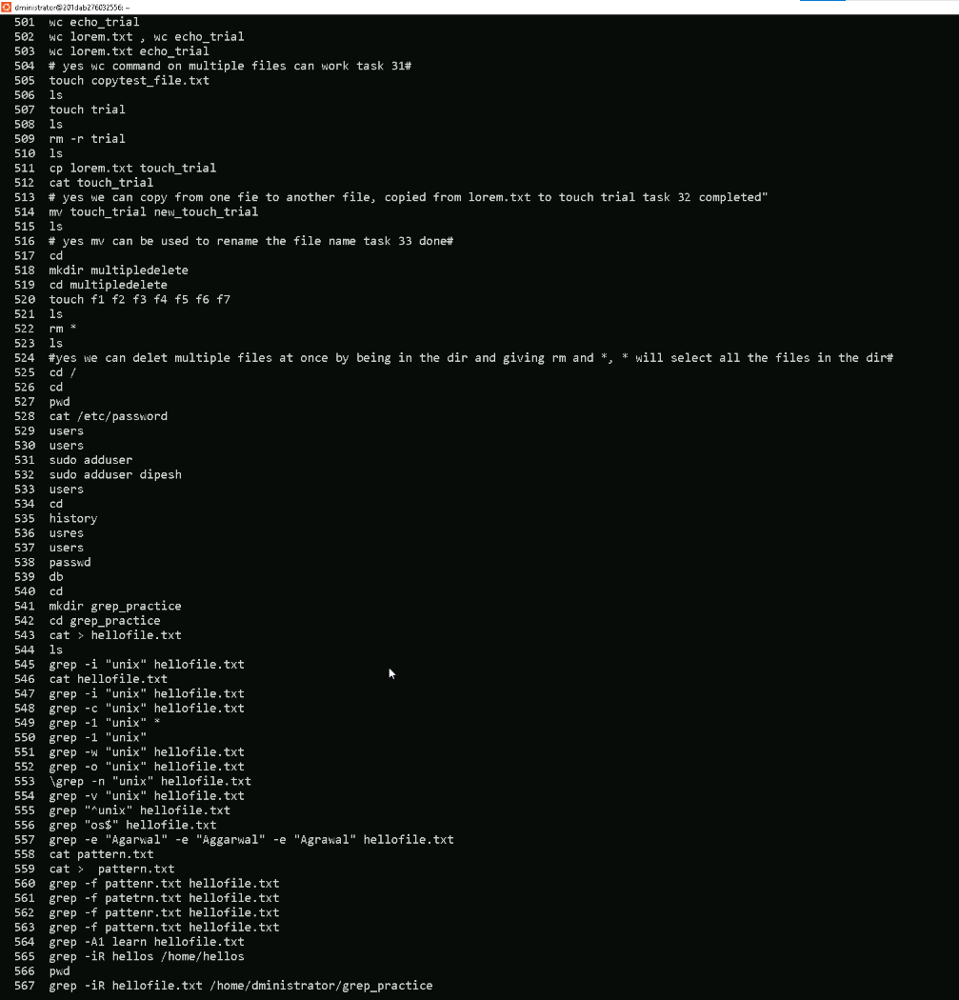 dministrator@201dab276032556: ~
501 wc echo_trial
502 wc lorem.txt , wc echo_trial
503 wc lorem.txt echo_trial
504 # yes wc command on multiple files can work task 31#
505 touch copytest_file.txt
506 ls
507 touch trial
508 ls
509 rm -r trial
510 ls
511 cp lorem.txt touch_trial
512 cat touch_trial
513 # yes we can copy from one fie to another file, copied from lorem.txt to touch trial task 32 completed"
514 mv touch_trial new_touch_trial
515 ls
516 # yes mv can be used to rename the file name task 33 done#
517 cd
518 mkdir multipledelete
519 cd multipledelete
520 touch f1 f2 f3 f4 f5 f6 f7
521 ls
522 rm *
523 ls
524 #yes we can delet multiple files at once by being in the dir and giving rm and *, * will select all the files in the dir#
525 cd /
526 cd
527 pwd
528 cat /etc/password
529 users
530 users
531 sudo adduser
532 sudo adduser dipesh
533 users
534 cd
535 history
536 usres
537 users
538 passwd
539 db
540 cd
541 mkdir grep_practice
542 cd grep_practice
543 cat > hellofile.txt
544 ls
545 grep -i "unix" hellofile.txt
546 cat hellofile.txt
547 grep -i "unix" hellofile.txt
548 grep -c "unix" hellofile.txt
549 grep -1 "unix" *
550 grep -1 "unix"
551 grep -w "unix" hellofile.txt
552 grep -o "unix" hellofile.txt
553 \grep -n "unix" hellofile.txt
554 grep -v "unix" hellofile.txt
555 grep "^unix" hellofile.txt
556 grep "os$" hellofile.txt
557 grep -e "Agarwal" -e "Aggarwal" -e "Agrawal" hellofile.txt
558 cat pattern.txt
559 cat >  pattern.txt
560 grep -f pattenr.txt hellofile.txt
561 grep -f patetrn.txt hellofile.txt
562 grep -f pattenr.txt hellofile.txt
563 grep -f pattern.txt hellofile.txt
564 grep -A1 learn hellofile.txt
565 grep -iR hellos /home/hellos
566 pwd
567 grep -iR hellofile.txt /home/dministrator/grep_practice